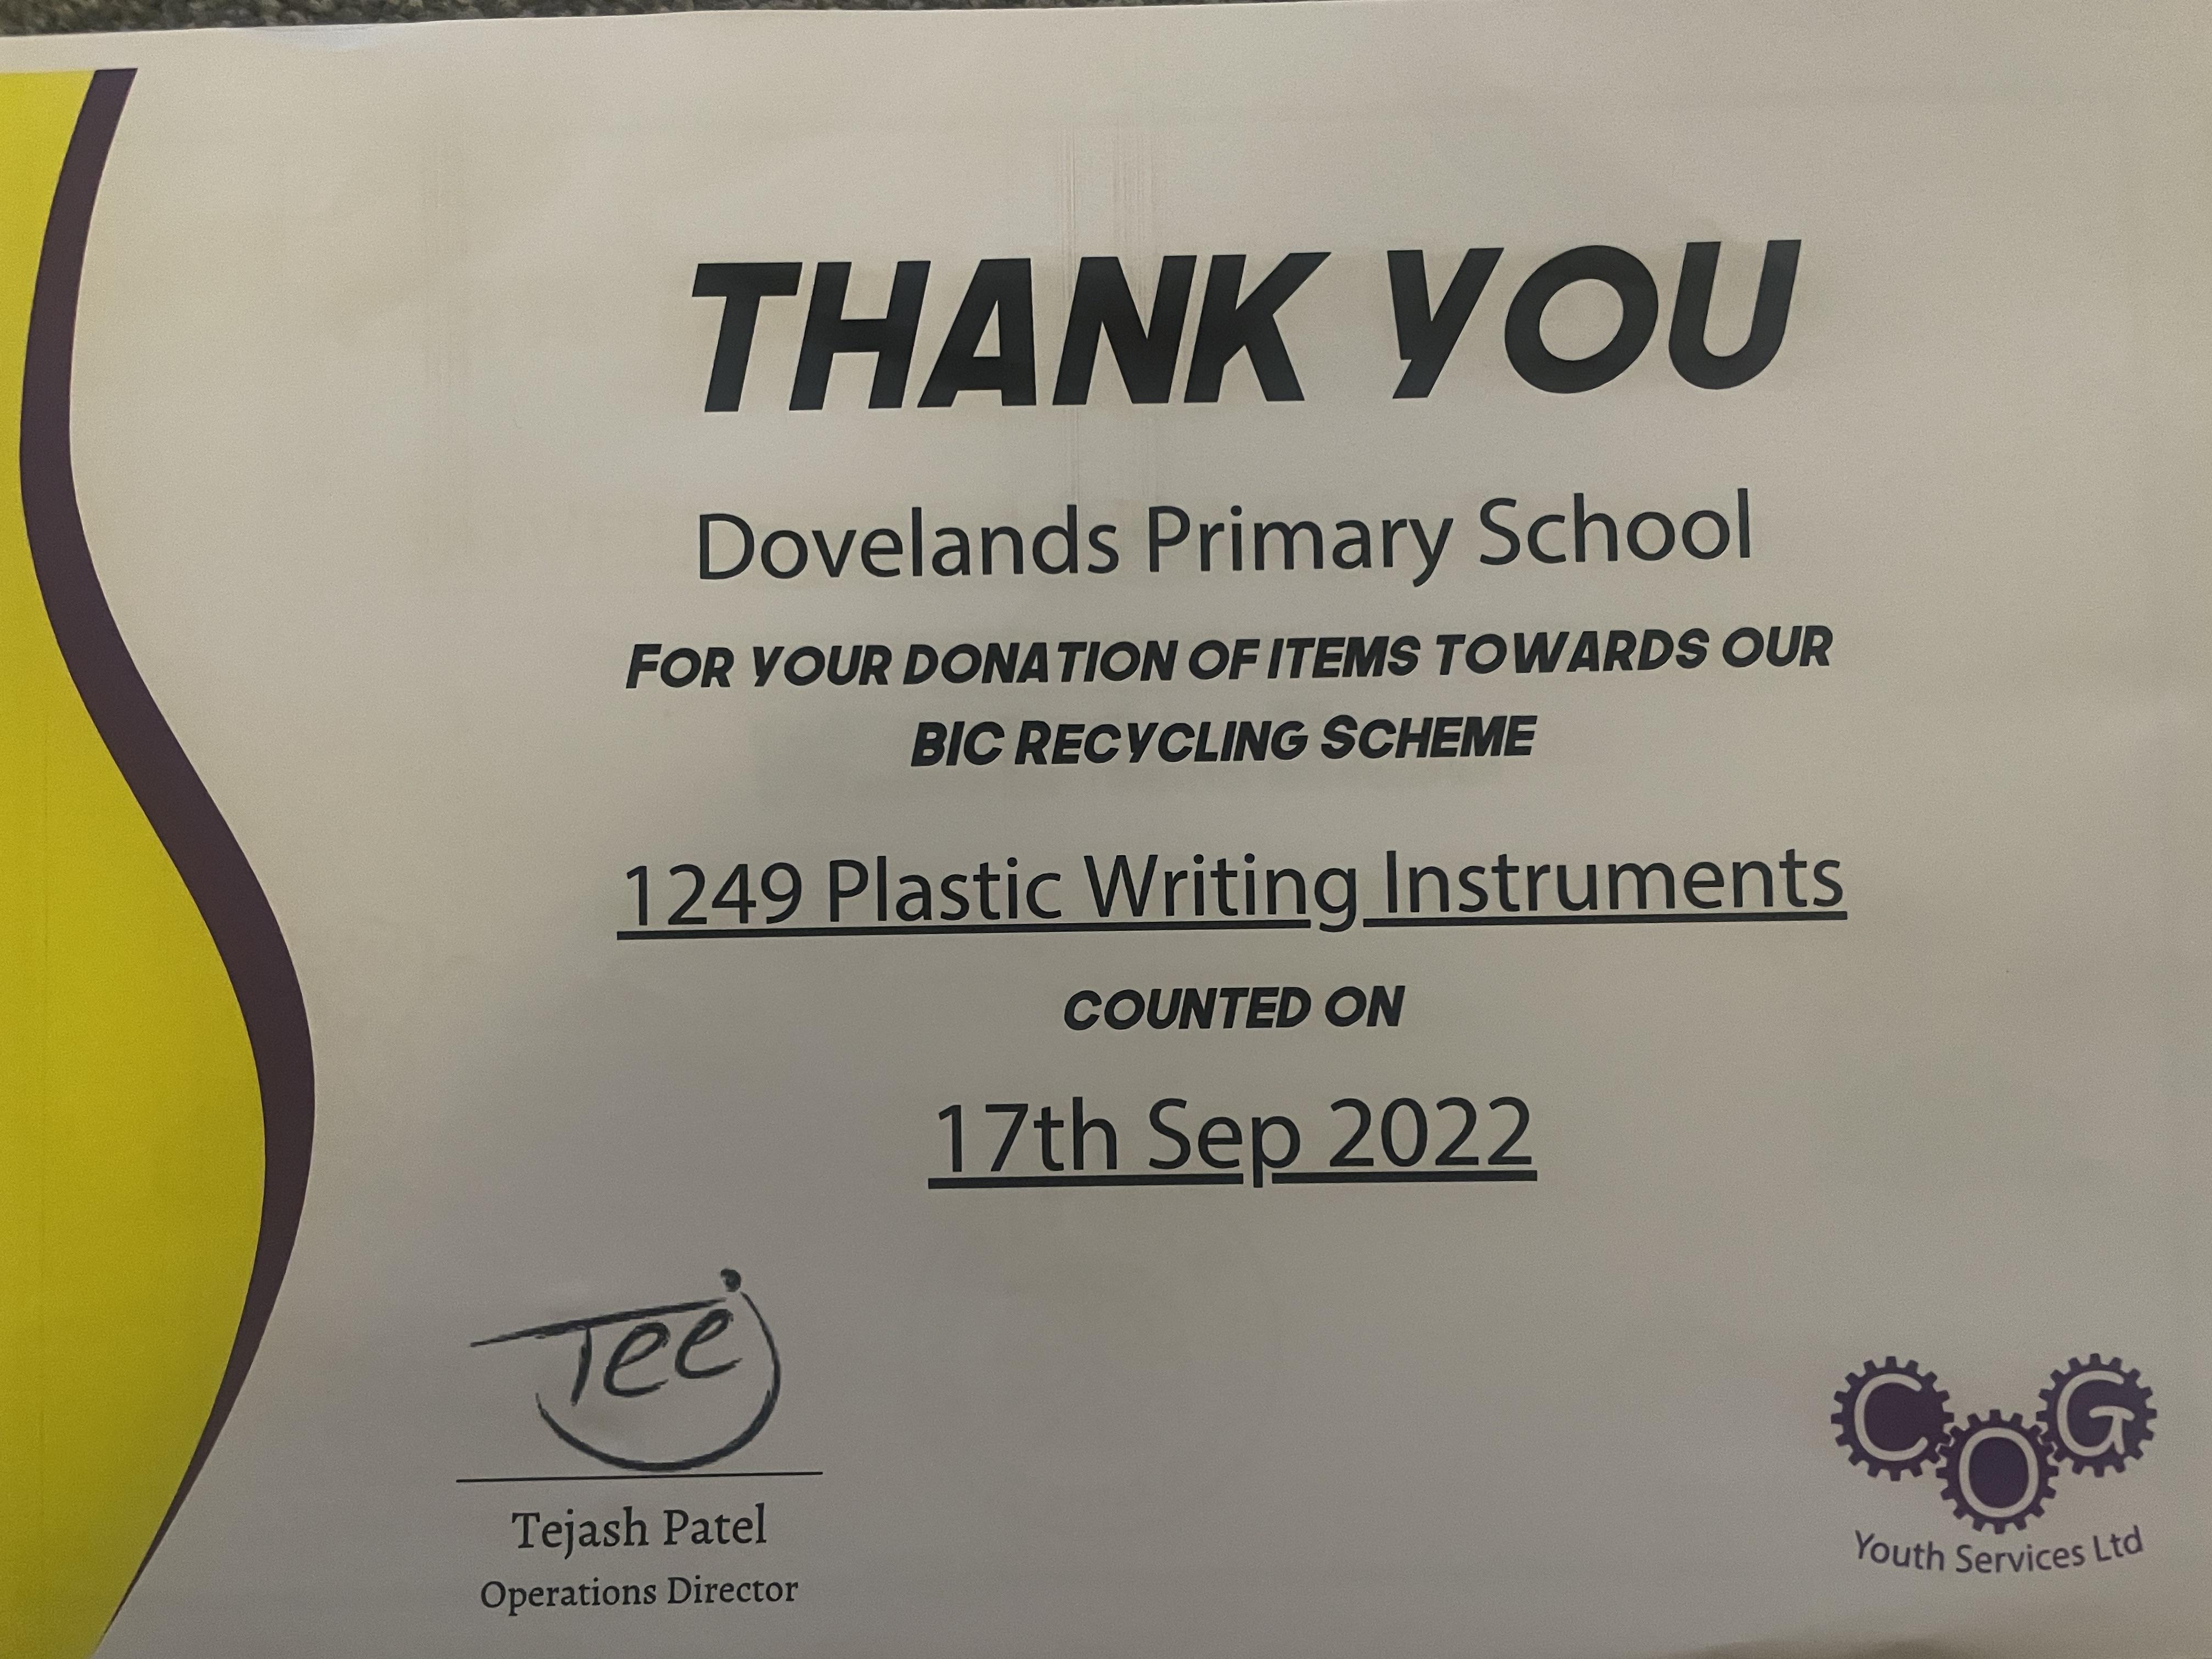 THANK YOU
Dovelands Primary School
FOR YOUR DONATION OF ITEMS TOWARDS OUR
BIC RECYCLING SCHEME
1249 Plastic Writing Instruments
COUNTED ON
17th Sep 2022
Teej
Tejash Patel
Operations Director
COG
Youth Services Ltd